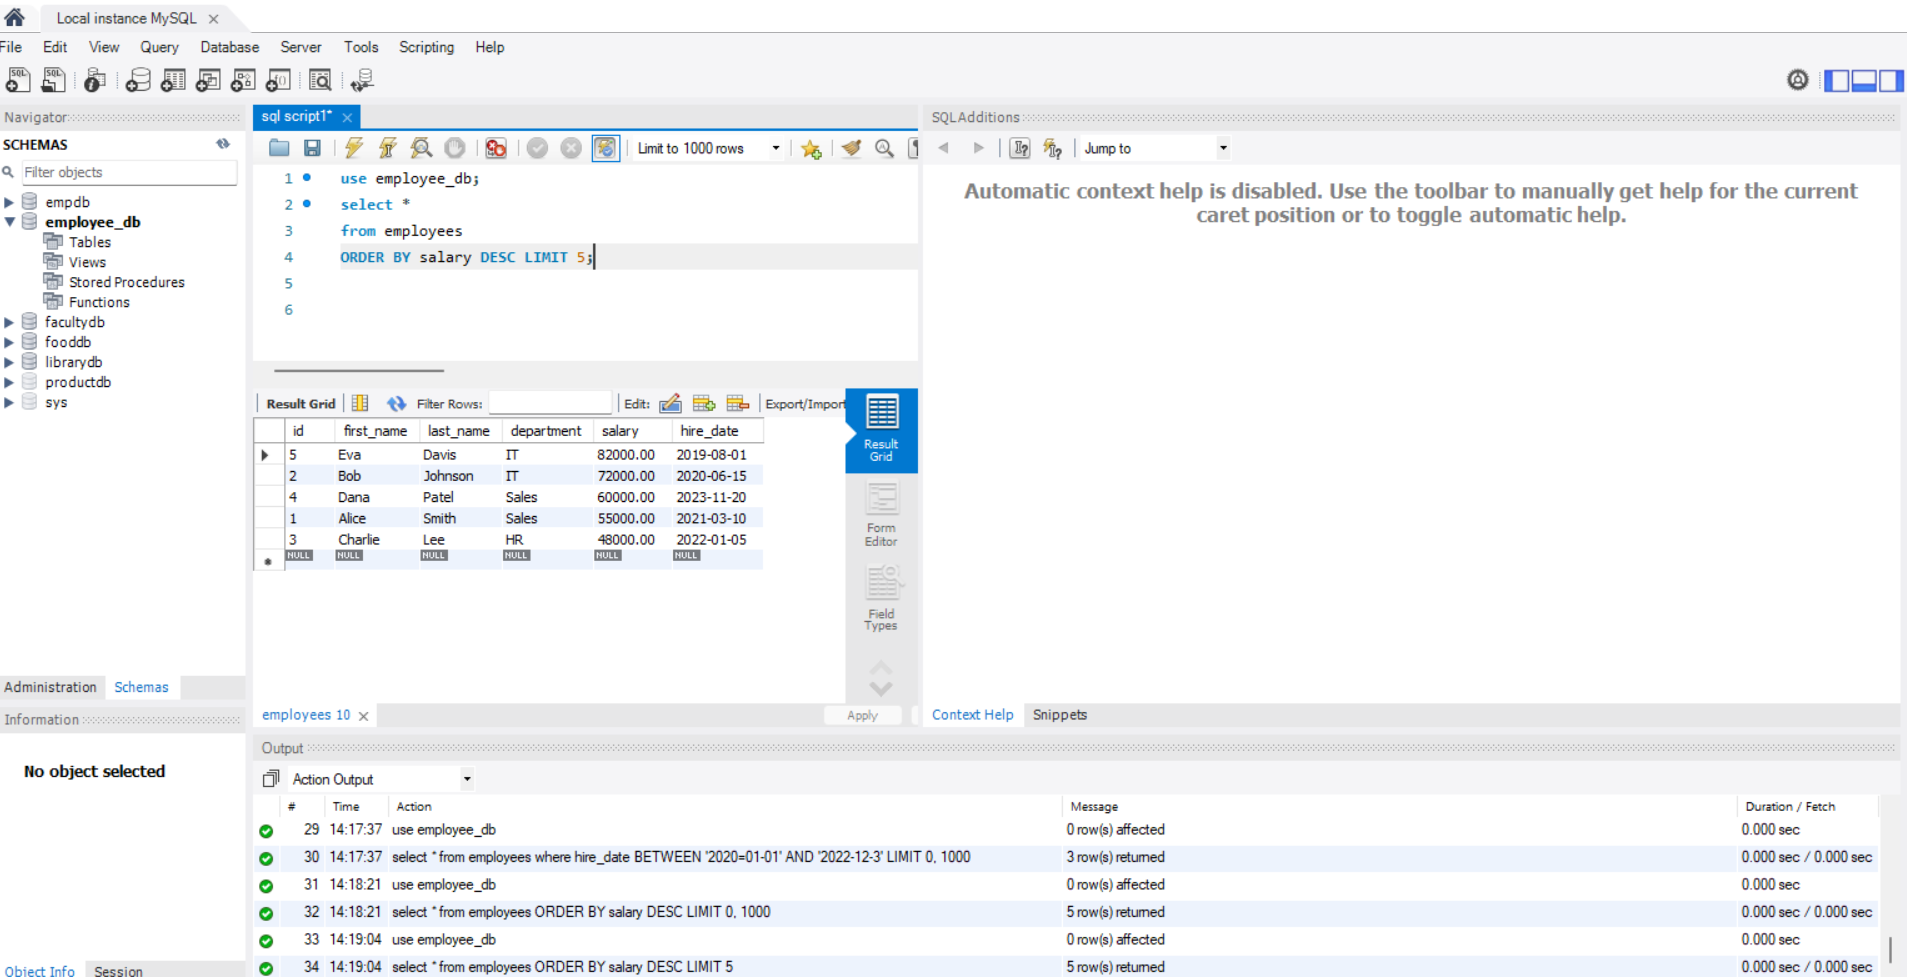 Local instance MySQL
File Edit View Query Database Server Tools Scripting Help
Navigator
SCHEMAS
Filter objects
empdb
employee_db
Tables
Views
Stored Procedures
Functions
facultydb
fooddb
librarydb
productdb
sys
Administration Schemas
Information
No object selected
Object Info Session
sql script1*
Limit to 1000 rows
1 use employee_db;
2 select *
3 from employees
4 ORDER BY salary DESC LIMIT 5;
5
6
Result Grid Filter Rows: Edit: Export/Import
id first_name last_name department salary hire_date
5 Eva Davis IT 82000.00 2019-08-01
2 Bob Johnson IT 72000.00 2020-06-15
4 Dana Patel Sales 60000.00 2023-11-20
1 Alice Smith Sales 55000.00 2021-03-10
3 Charlie Lee HR 48000.00 2022-01-05
NULL NULL NULL NULL NULL NULL
Result
Grid
Form
Editor
Field
Types
employees 10
Apply
SQLAdditions
Jump to
Automatic context help is disabled. Use the toolbar to manually get help for the current
caret position or to toggle automatic help.
Context Help Snippets
Output
Action Output
# Time Action Message Duration / Fetch
29 14:17:37 use employee_db 0 row(s) affected 0.000 sec
30 14:17:37 select * from employees where hire_date BETWEEN '2020=01-01' AND '2022-12-3' LIMIT 0, 1000 3 row(s) returned 0.000 sec / 0.000 sec
31 14:18:21 use employee_db 0 row(s) affected 0.000 sec
32 14:18:21 select * from employees ORDER BY salary DESC LIMIT 0, 1000 5 row(s) returned 0.000 sec / 0.000 sec
33 14:19:04 use employee_db 0 row(s) affected 0.000 sec
34 14:19:04 select * from employees ORDER BY salary DESC LIMIT 5 5 row(s) returned 0.000 sec / 0.000 sec